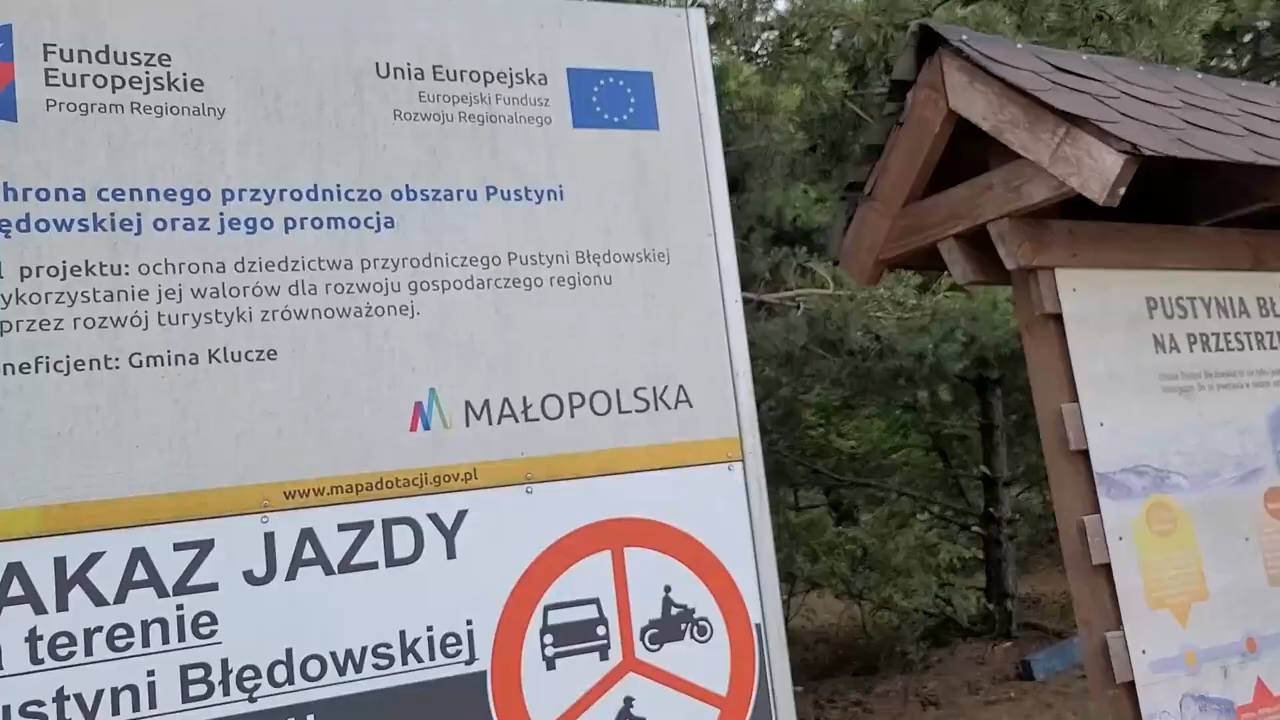 Fundusze
Europejskie
Program Regionalny
Unia Europejska
Europejski Fundusz
Rozwoju Regionalnego
hrona cennego przyrodniczo obszaru Pustyni
ędowskiej oraz jego promocja
l projektu: ochrona dziedzictwa przyrodniczego Pustyni Błędowskiej
ykorzystanie jej walorów dla rozwoju gospodarczego regionu
przez rozwój turystyki zrównoważonej.
neficjent: Gmina Klucze
MAŁOPOLSKA
www.mapadotacji.gov.pl
AKAZ JAZDY
a terenie
ustyni Błędowskiej
PUSTYNIA BŁ
NA PRZESTRZE